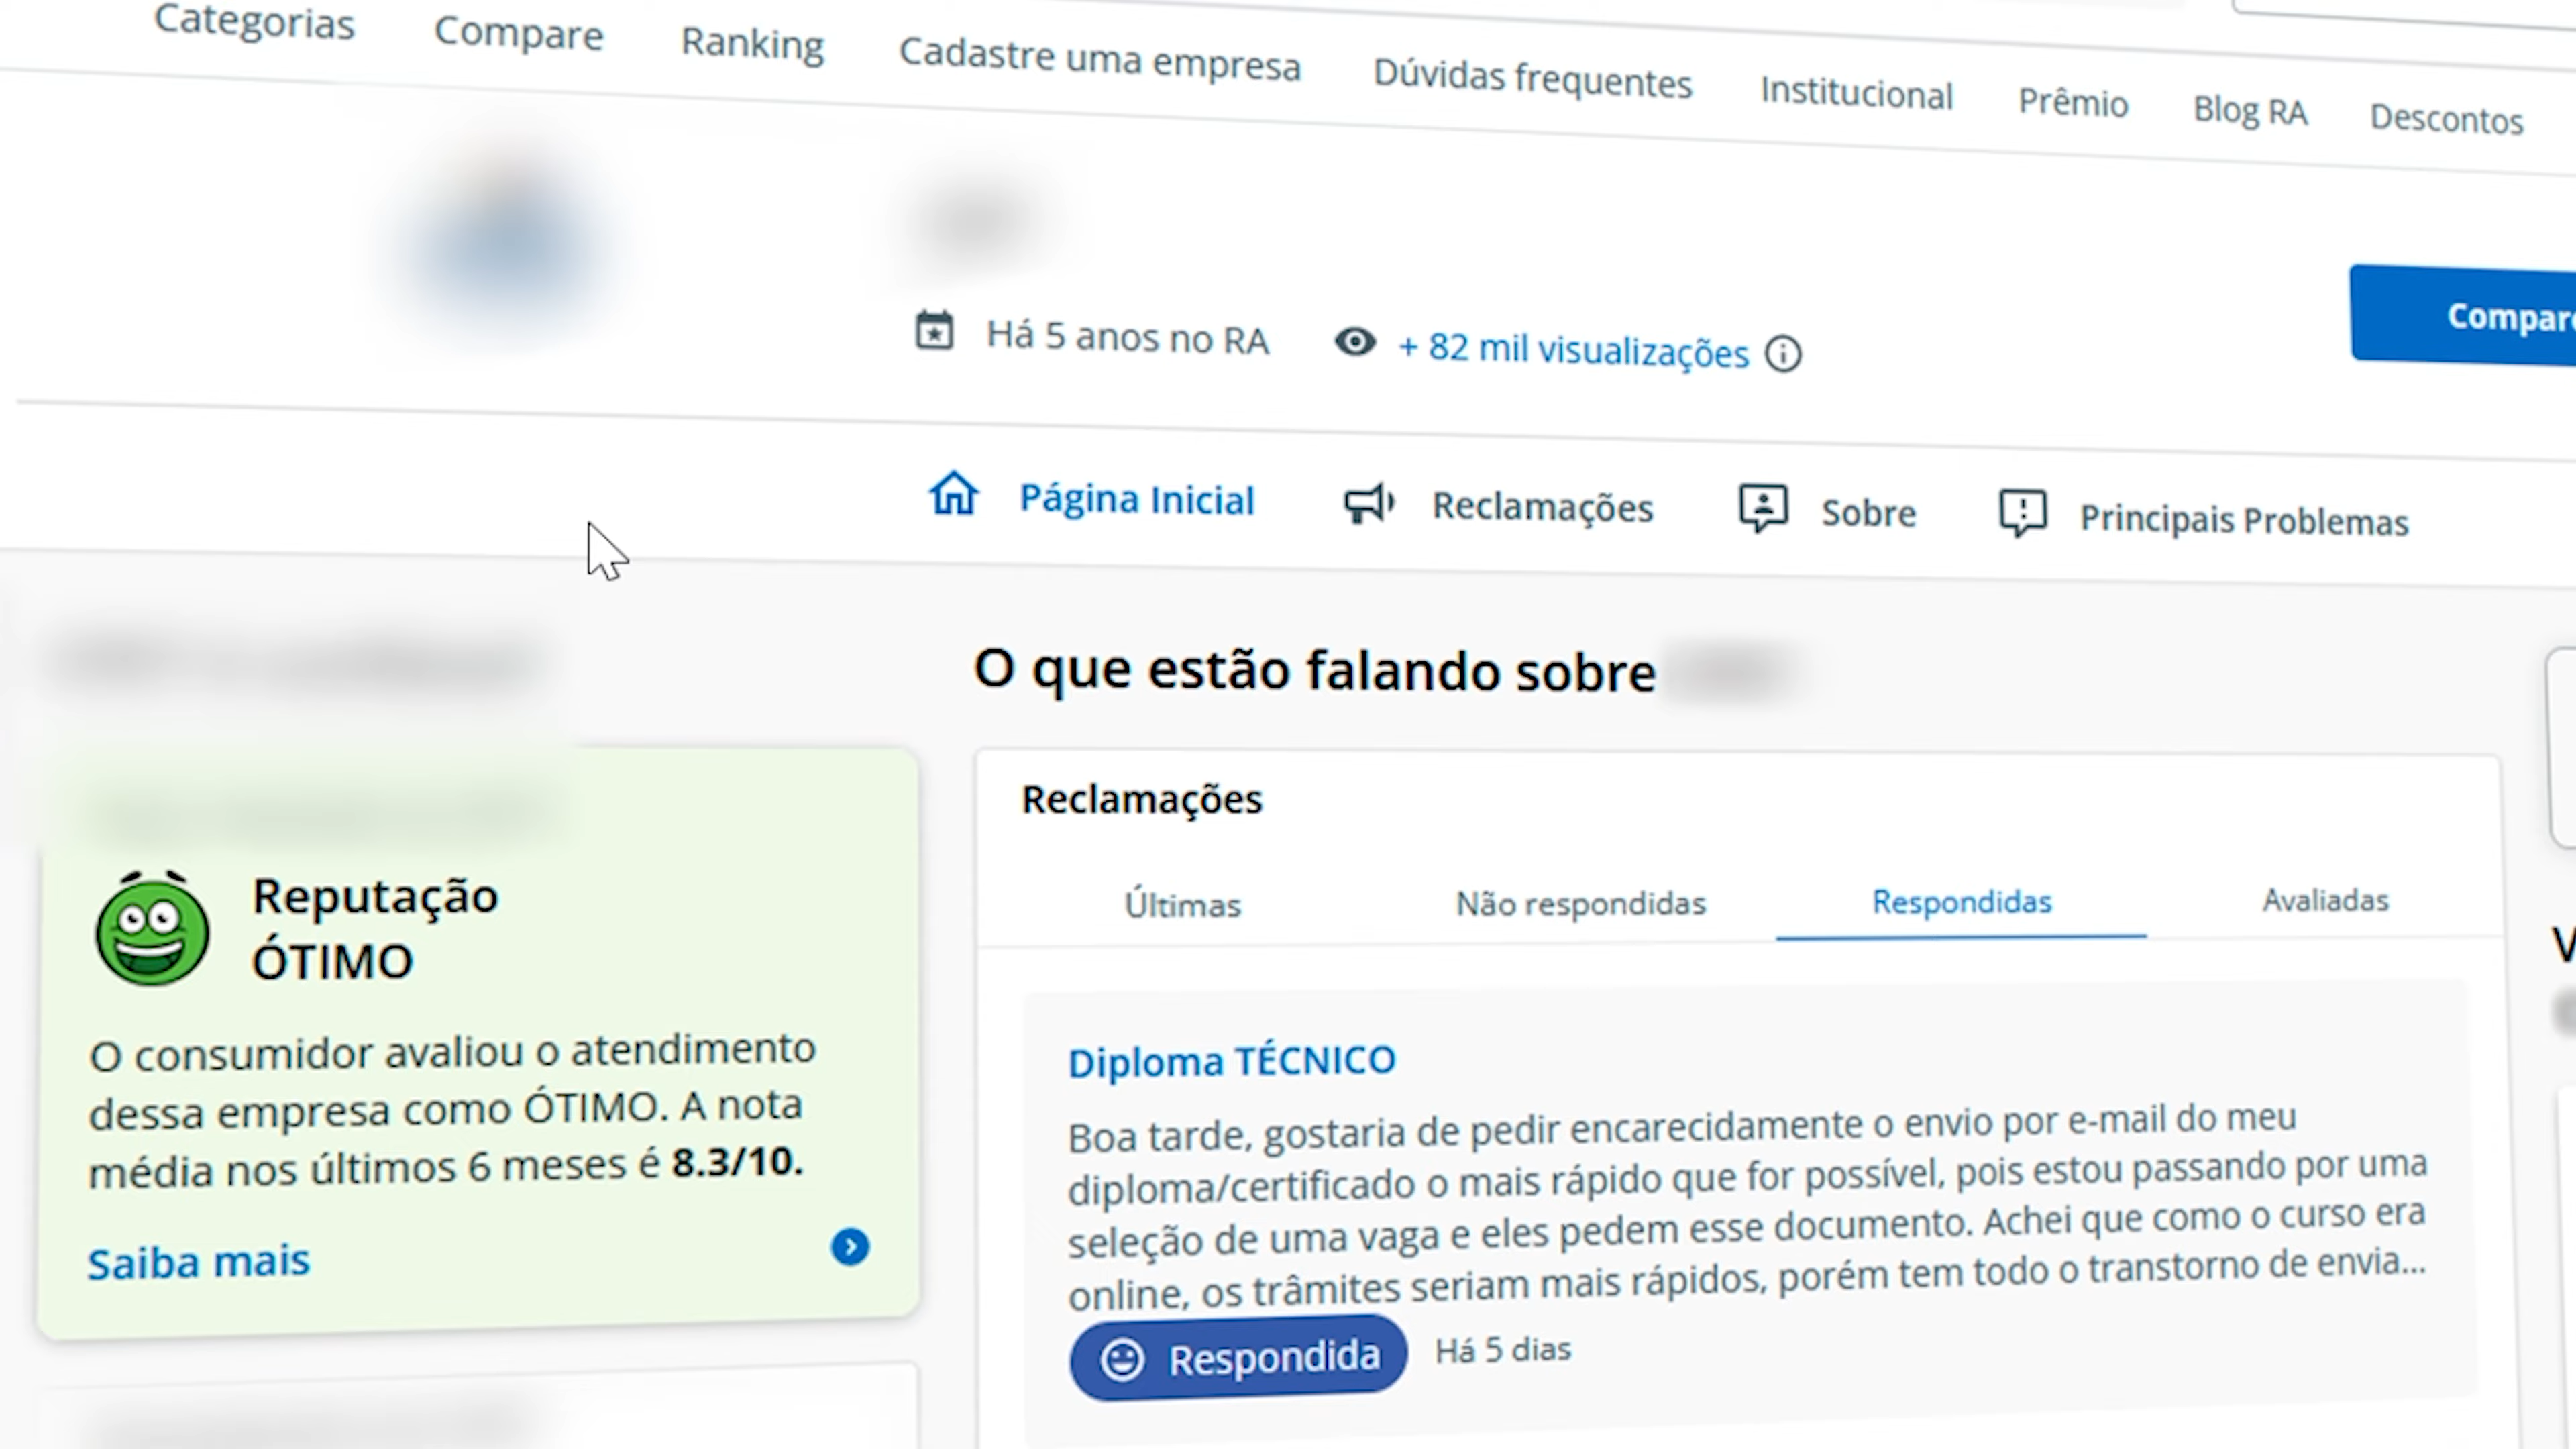 Categorias Compare Ranking Cadastre uma empresa Dúvidas frequentes Institucional Prêmio Blog RA Descontos
Há 5 anos no RA + 82 mil visualizações
Página Inicial Reclamações Sobre Principais Problemas
O que estão falando sobre
Reputação
ÓTIMO
O consumidor avaliou o atendimento
dessa empresa como ÓTIMO. A nota
média nos últimos 6 meses é 8.3/10.
Saiba mais
Reclamações
Últimas Não respondidas Respondidas Avaliadas
Diploma TÉCNICO
Boa tarde, gostaria de pedir encarecidamente o envio por e-mail do meu
diploma/certificado o mais rápido que for possível, pois estou passando por uma
seleção de uma vaga e eles pedem esse documento. Achei que como o curso era
online, os trâmites seriam mais rápidos, porém tem todo o transtorno de envia...
Respondida Há 5 dias